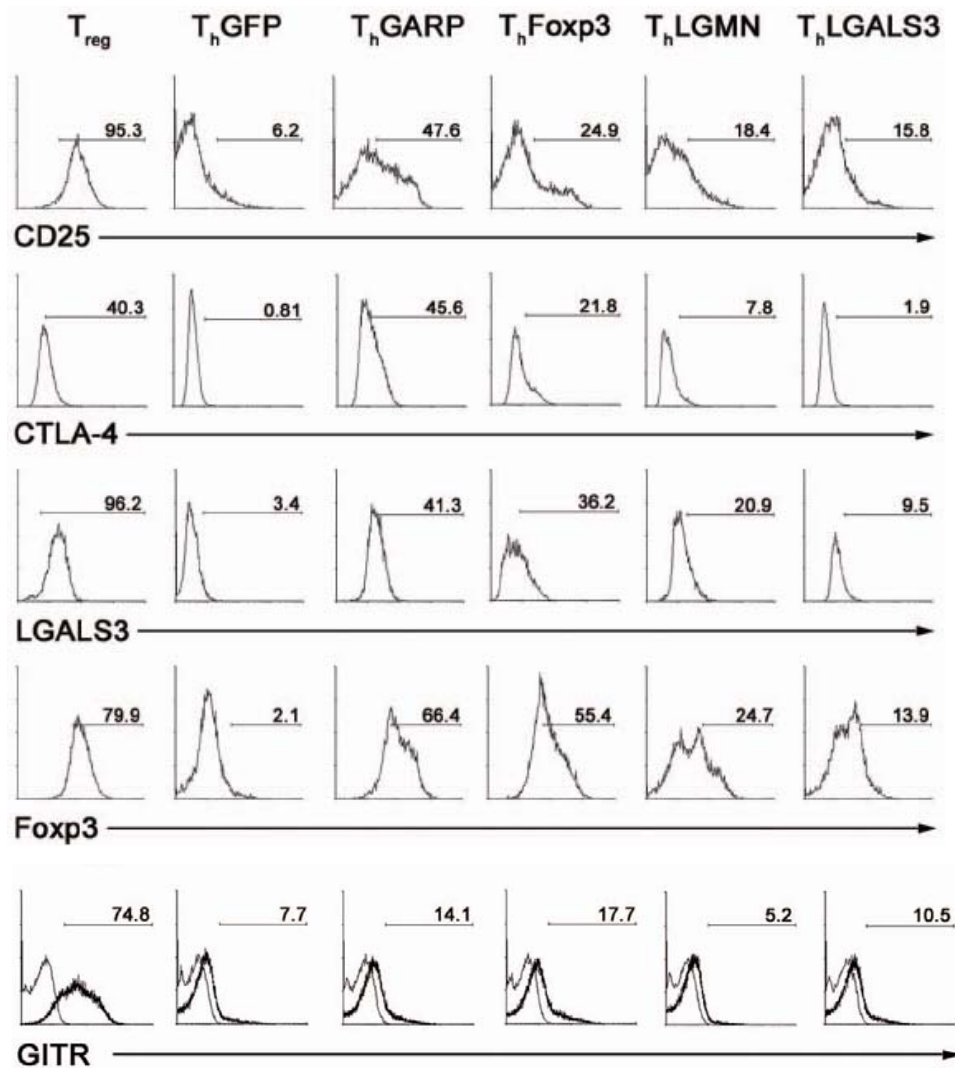 Treg ThGFP ThGARP ThFoxp3 ThLGMN ThLGALS3
95.3 6.2 47.6 24.9 18.4 15.8
CD25
40.3 0.81 45.6 21.8 7.8 1.9
CTLA-4
96.2 3.4 41.3 36.2 20.9 9.5
LGALS3
79.9 2.1 66.4 55.4 24.7 13.9
Foxp3
74.8 7.7 14.1 17.7 5.2 10.5
GITR